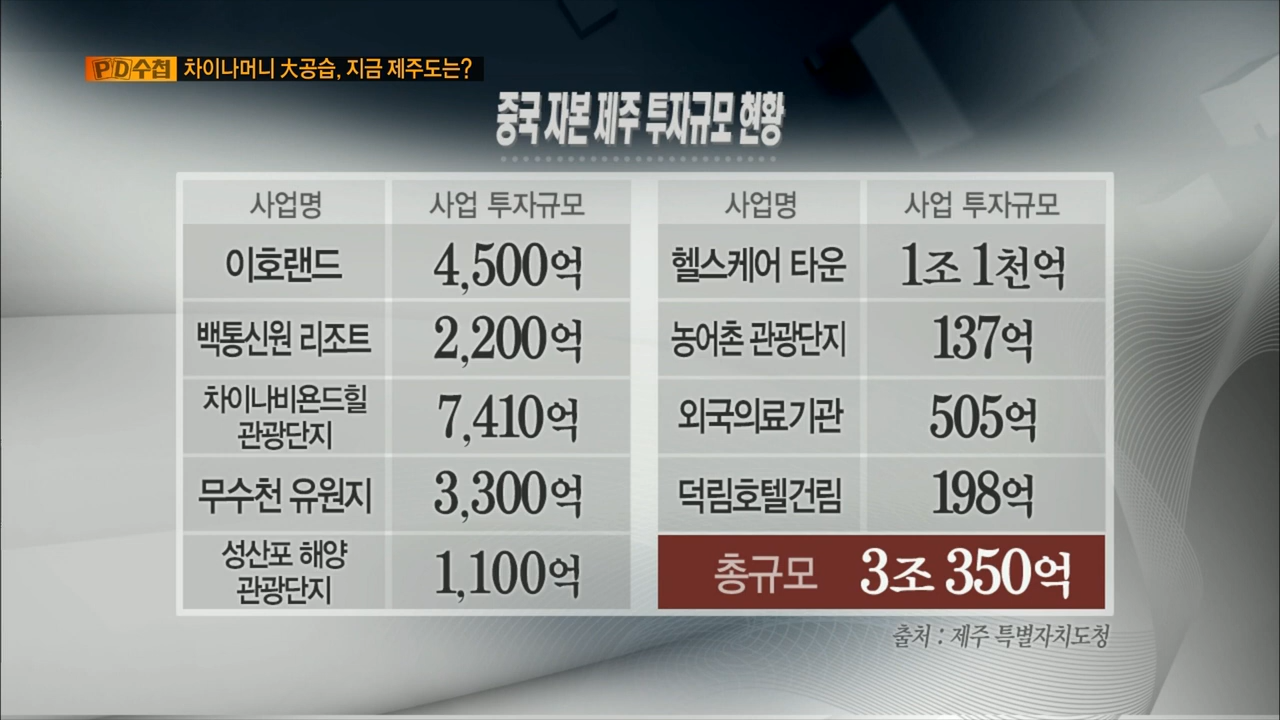 PD수첩 차이나머니 大공습, 지금 제주도는?
중국 자본 제주 투자규모 현황
사업명 사업 투자규모
이호랜드 4,500억
백통신원 리조트 2,200억
차이나비욘드힐
관광단지 7,410억
무수천 유원지 3,300억
성산포 해양
관광단지 1,100억
사업명 사업 투자규모
헬스케어 타운 1조 1천억
농어촌 관광단지 137억
외국의료기관 505억
덕림호텔건림 198억
총규모 3조 350억
출처 : 제주 특별자치도청